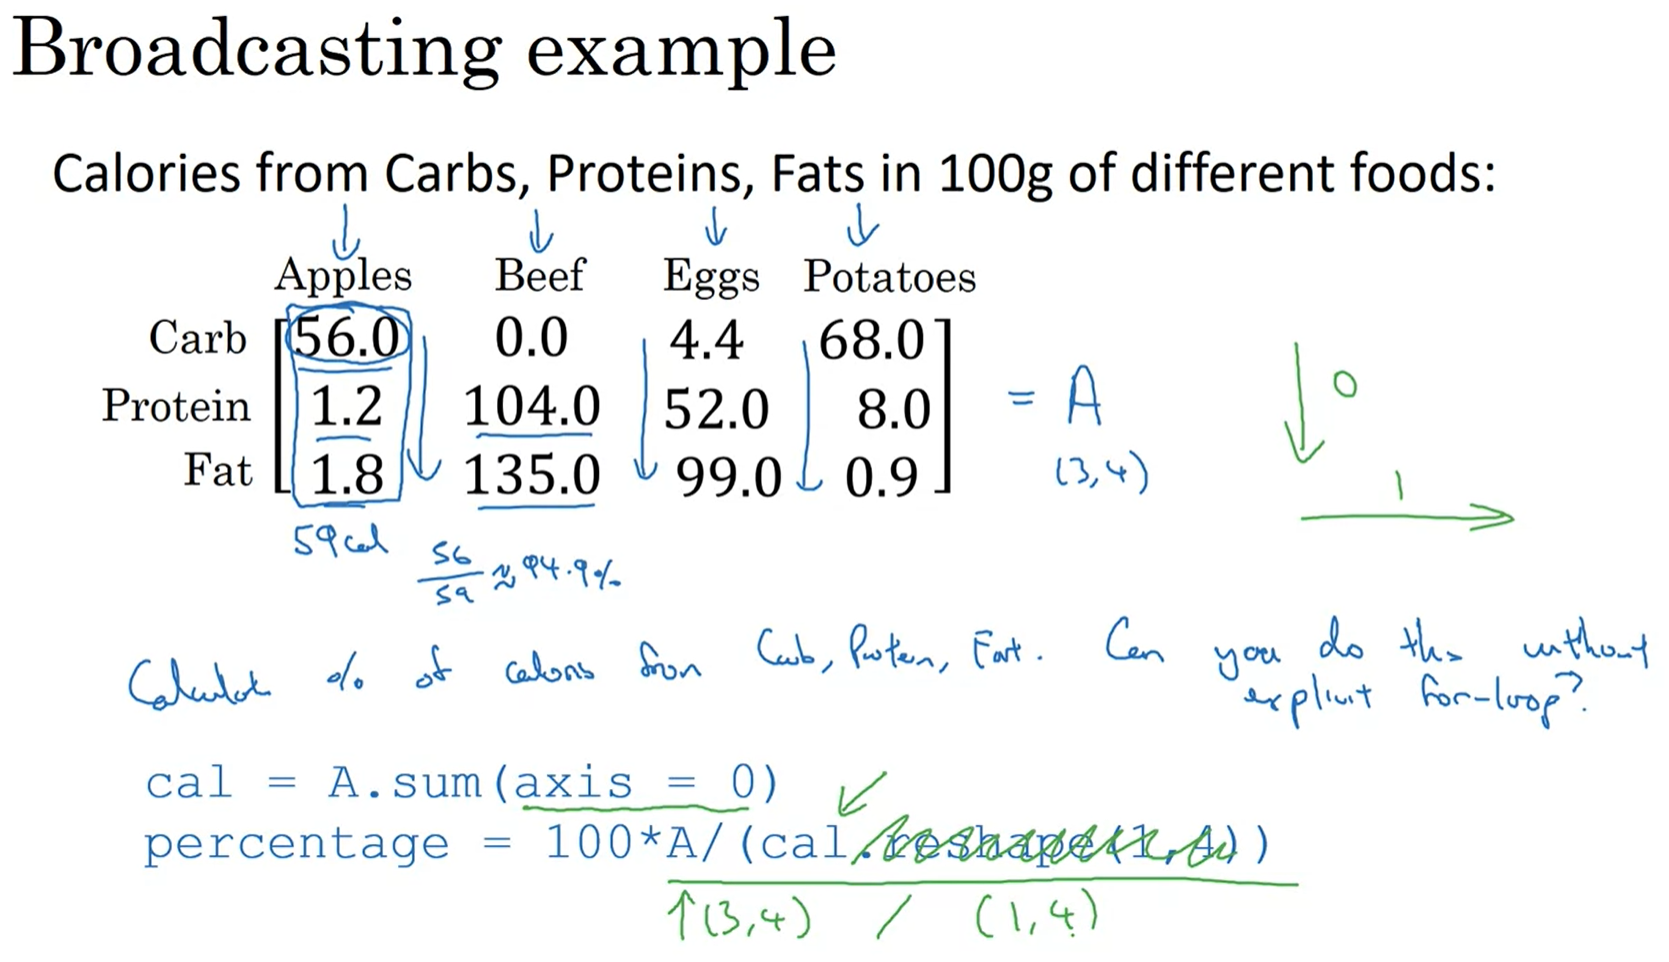 Broadcasting example
Calories from Carbs, Proteins, Fats in 100g of different foods:
Apples Beef Eggs Potatoes
Carb 56.0 0.0 4.4 68.0
Protein 1.2 104.0 52.0 8.0
Fat 1.8 135.0 99.0 0.9
= A
(3,4)
0
1
59 cal
56/59 ≈ 94.9%
Calculate % of calories from Carb, Protein, Fat. Can you do this without
explicit for-loop?
cal = A.sum(axis = 0)
percentage = 100*A/(cal.reshape(1,4))
↑(3,4) / (1,4)